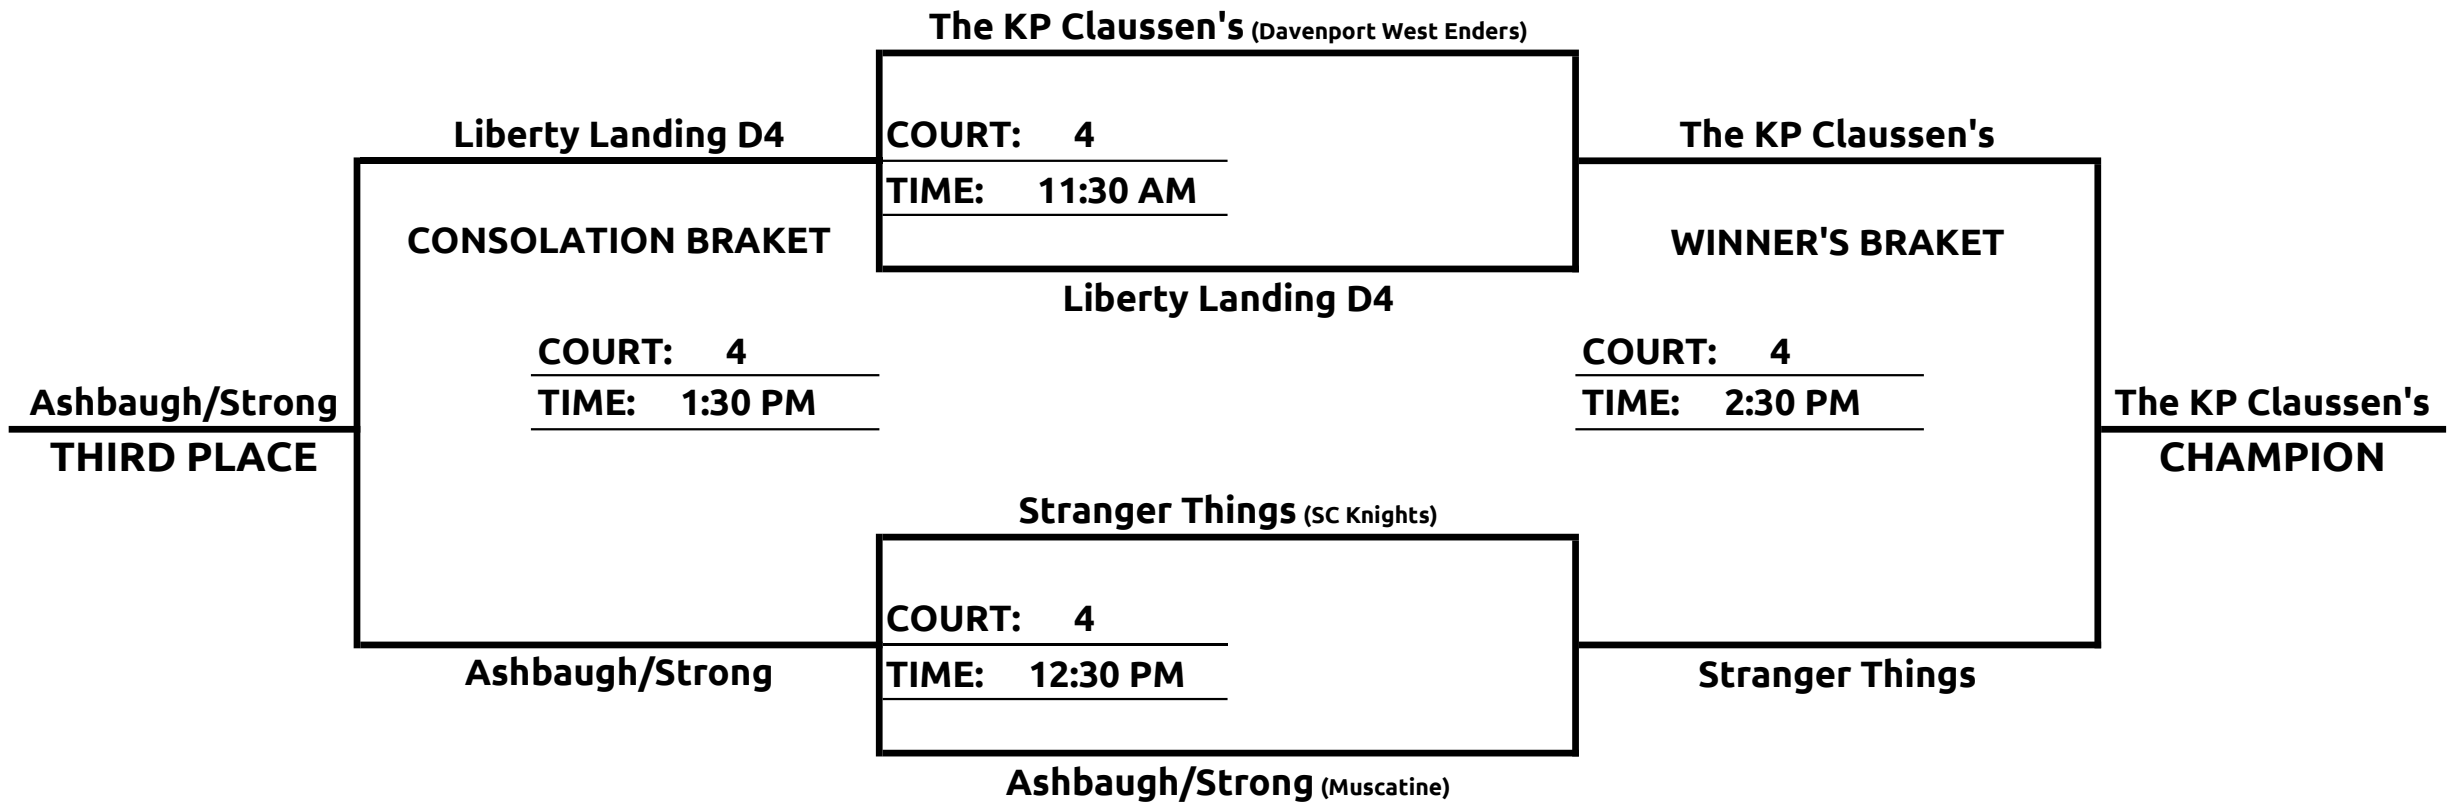 The KP Claussen's (Davenport West Enders)
Liberty Landing D4
COURT: 4
The KP Claussen's
TIME: 11:30 AM
CONSOLATION BRAKET
WINNER'S BRAKET
Liberty Landing D4
COURT: 4
COURT: 4
Ashbaugh/Strong
TIME: 1:30 PM
TIME: 2:30 PM
The KP Claussen's
THIRD PLACE
CHAMPION
Stranger Things (SC Knights)
COURT: 4
Ashbaugh/Strong
TIME: 12:30 PM
Stranger Things
Ashbaugh/Strong (Muscatine)